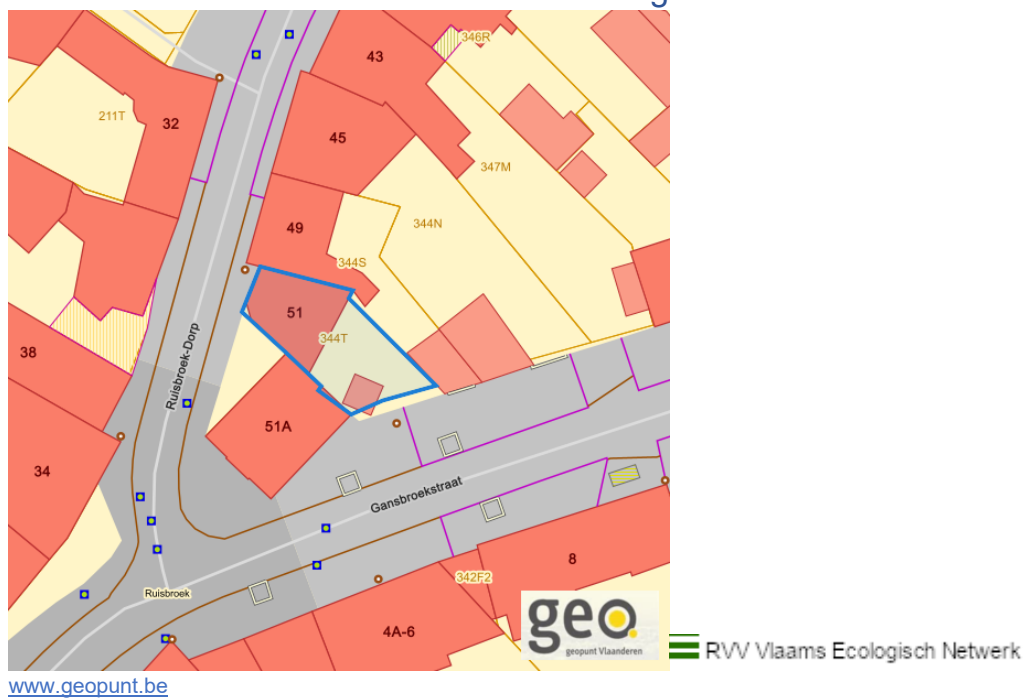 43
346R
211T
32
45
347M
49
344N
344S
51
344T
Ruisbroek-Dorp
38
51A
34
Gansbroekstraat
8
342F2
Ruisbroek
4A-6
geo
geopunt Vlaanderen
RVV Vlaams Ecologisch Netwerk
www.geopunt.be